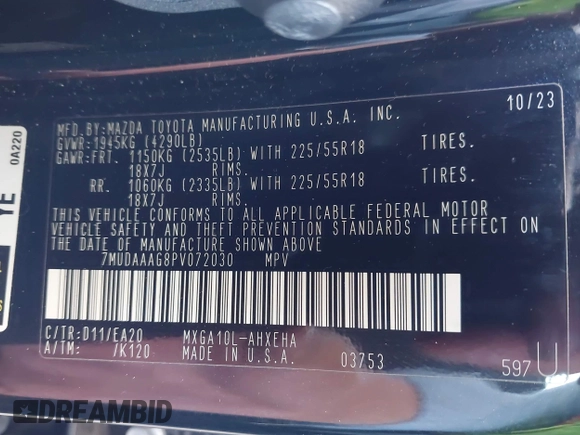 10/23
MFD.BY:MAZDA TOYOTA MANUFACTURING U.S.A. INC.
GVWR:1945KG (4290LB)
GAWR:FRT. 1150KG (2535LB) WITH 225/55R18 TIRES.
18X7J RIMS.
RR. 1060KG (2335LB) WITH 225/55R18 TIRES.
18X7J RIMS.
THIS VEHICLE CONFORMS TO ALL APPLICABLE FEDERAL MOTOR
VEHICLE SAFETY AND THEFT PREVENTION STANDARDS IN EFFECT ON
THE DATE OF MANUFACTURE SHOWN ABOVE
7MUDAAAG8PV072030 MPV
C/TR:D11/EA20 MXGA10L-AHXEHA
A/TM: /K120 MADE IN U.S.A. 03753
597 U
0A220
YE
DREAMBID